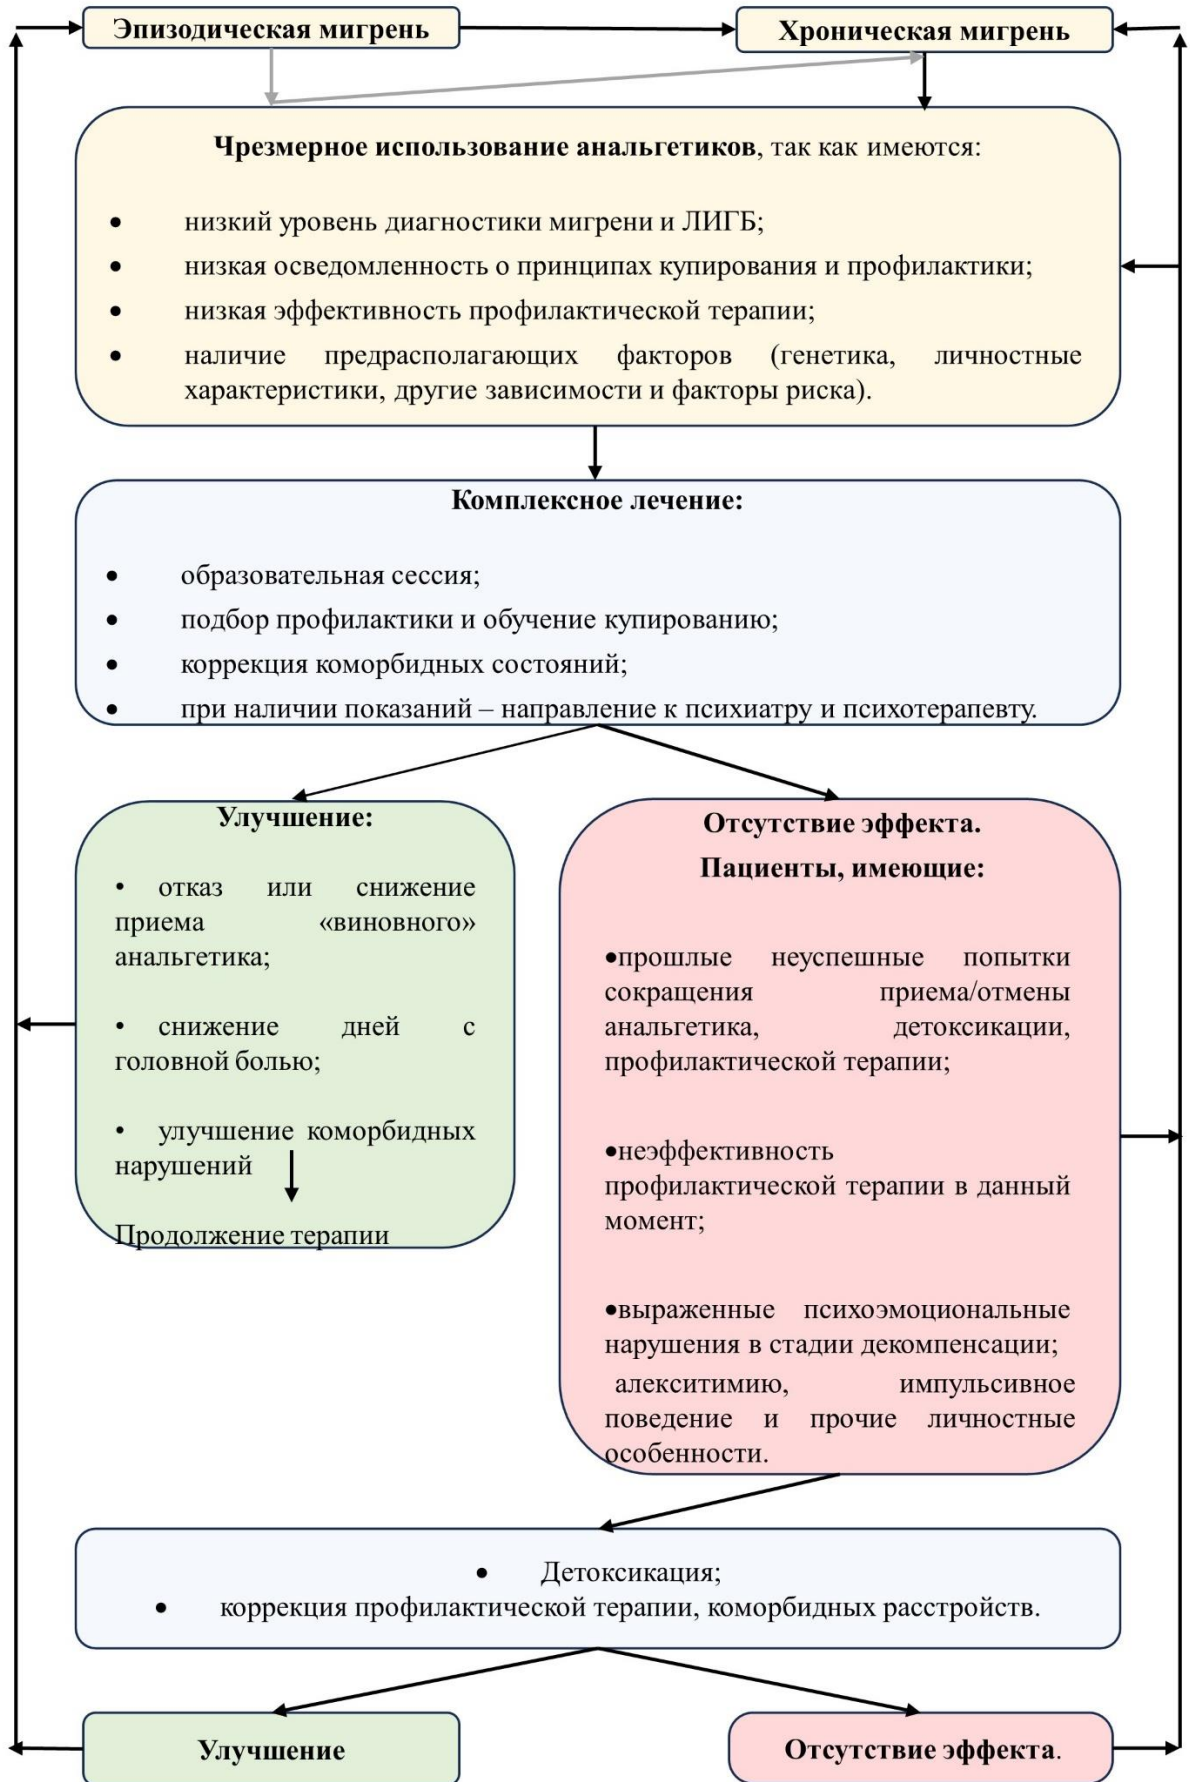 Эпизодическая мигрень
Хроническая мигрень
Чрезмерное использование анальгетиков, так как имеются:
• низкий уровень диагностики мигрени и ЛИГБ;
• низкая осведомленность о принципах купирования и профилактики;
• низкая эффективность профилактической терапии;
• наличие предрасполагающих факторов (генетика, личностные
характеристики, другие зависимости и факторы риска).
Комплексное лечение:
• образовательная сессия;
• подбор профилактики и обучение купированию;
• коррекция коморбидных состояний;
• при наличии показаний – направление к психиатру и психотерапевту.
Улучшение:
• отказ или снижение
приема «виновного»
анальгетика;
• снижение дней с
головной болью;
• улучшение коморбидных
нарушений
Продолжение терапии
Отсутствие эффекта.
Пациенты, имеющие:
•прошлые неуспешные попытки
сокращения приема/отмены
анальгетика, детоксикации,
профилактической терапии;
•неэффективность
профилактической терапии в данный
момент;
•выраженные психоэмоциональные
нарушения в стадии декомпенсации;
алекситимию, импульсивное
поведение и прочие личностные
особенности.
• Детоксикация;
• коррекция профилактической терапии, коморбидных расстройств.
Улучшение
Отсутствие эффекта.